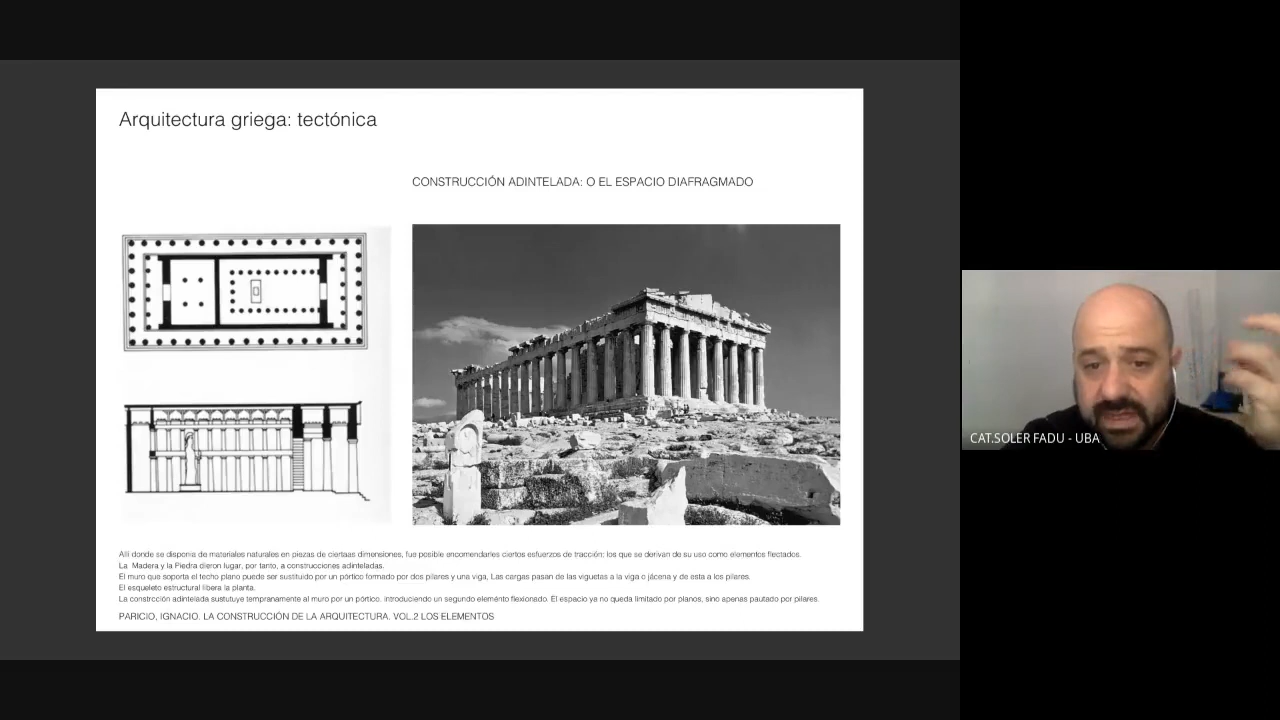 Arquitectura griega: tectónica
CONSTRUCCIÓN ADINTELADA: O EL ESPACIO DIAFRAGMADO
Allí donde se disponía de materiales naturales en piezas de ciertaas dimensiones, fue posible encomendarles ciertos esfuerzos de tracción: los que se derivan de su uso como elementos flectados.
La Madera y la Piedra dieron lugar, por tanto, a construcciones adinteladas.
El muro que soporta el techo plano puede ser sustituido por un pórtico formado por dos pilares y una viga, Las cargas pasan de las viguetas a la viga o jácena y de esta a los pilares.
El esqueleto estructural libera la planta.
La constrcción adintelada sustutuye tempranamente al muro por un pórtico. introduciendo un segundo elemento flexionado. El espacio ya no queda limitado por planos, sino apenas pautado por pilares.
PARICIO, IGNACIO. LA CONSTRUCCIÓN DE LA ARQUITECTURA. VOL.2 LOS ELEMENTOS
CAT.SOLER FADU - UBA